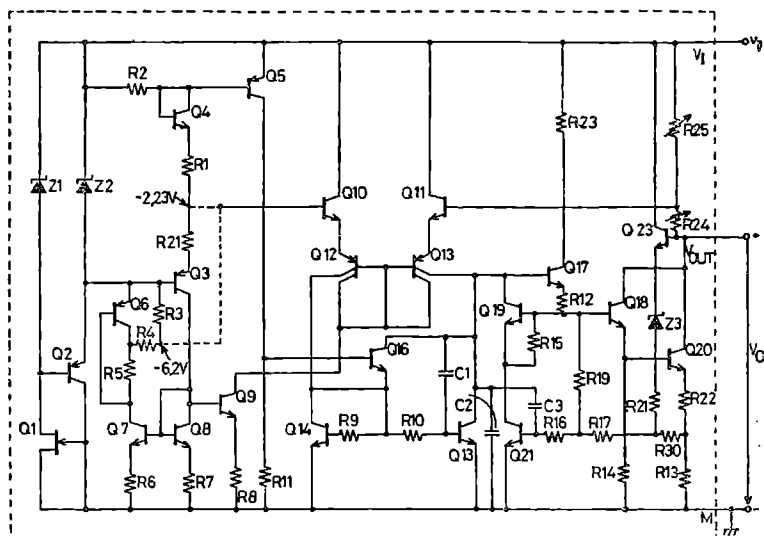 V₀
V_I
R2
Q5
Q4
R1
R23
R25
Z1
Z2
-2,23V
Q10
Q11
R24
R21
Q23
Q12
Q13
V_OUT
Q3
Q17
Q6
R3
R12
Q18
Q19
R4
Z3
Q2
-6,2V
Q16
R15
Q20
V_O
R5
Q9
C1
R19
Q1
Q7
Q8
C2
C3
R21
R22
Q14
R9
R10
R16
R17
R30
Q13
Q21
R6
R7
R8
R11
R14
R13
M